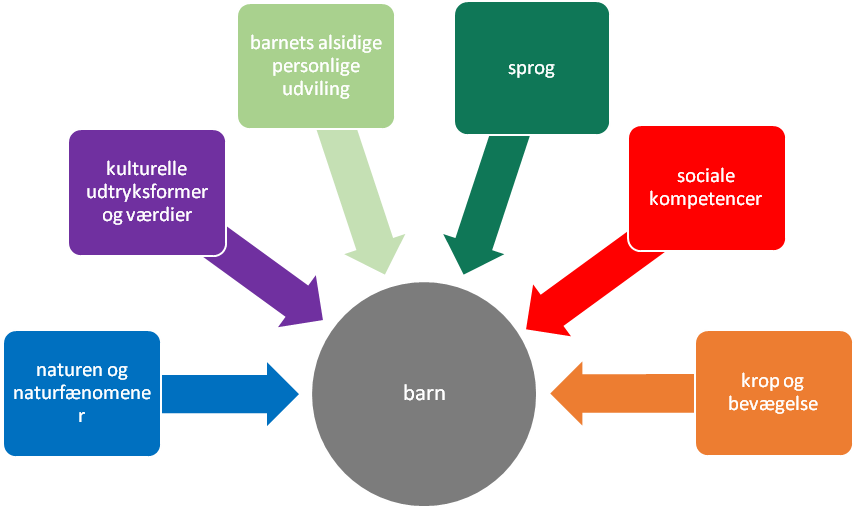 barnets alsidige
personlige
udviling
sprog
kulturelle
udtryksformer
og værdier
sociale
kompetencer
naturen og
naturfænomene
r
barn
krop og
bevægelse